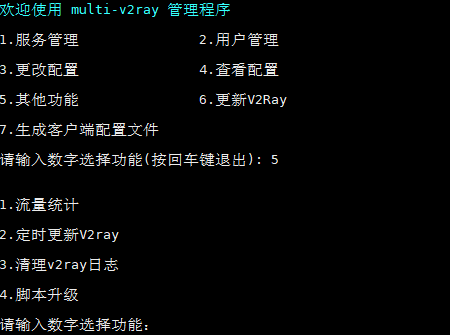 欢迎使用 multi-v2ray 管理程序
1.服务管理 2.用户管理
3.更改配置 4.查看配置
5.其他功能 6.更新V2Ray
7.生成客户端配置文件
请输入数字选择功能(按回车键退出): 5
1.流量统计
2.定时更新V2ray
3.清理v2ray日志
4.脚本升级
请输入数字选择功能: